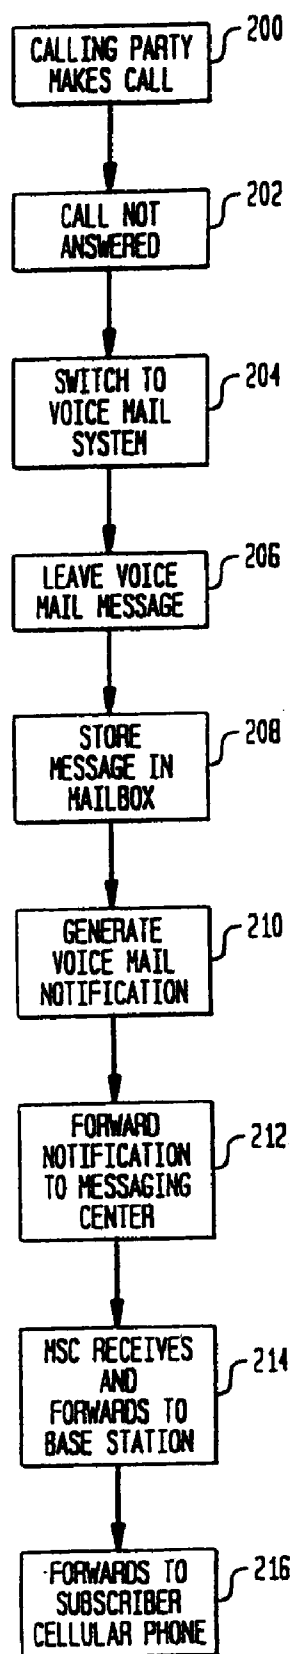 CALLING PARTY
MAKES CALL
200
CALL NOT
ANSWERED
202
SWITCH TO
VOICE MAIL
SYSTEM
204
LEAVE VOICE
MAIL MESSAGE
206
STORE
MESSAGE IN
MAILBOX
208
GENERATE
VOICE MAIL
NOTIFICATION
210
FORWARD
NOTIFICATION
TO MESSAGING
CENTER
212
MSC RECEIVES
AND
FORWARDS TO
BASE STATION
214
FORWARDS TO
SUBSCRIBER
CELLULAR PHONE
216